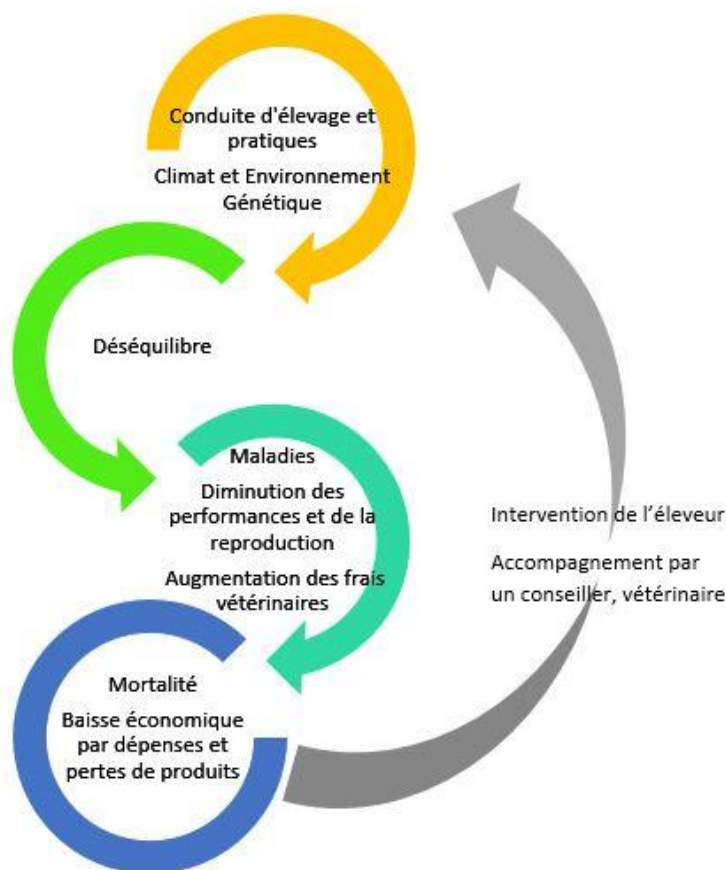 Conduite d'élevage et
pratiques
Climat et Environnement
Génétique
Déséquilibre
Maladies
Diminution des
performances et de la
reproduction
Augmentation des frais
vétérinaires
Mortalité
Baisse économique
par dépenses et
pertes de produits
Intervention de l’éleveur
Accompagnement par
un conseiller, vétérinaire